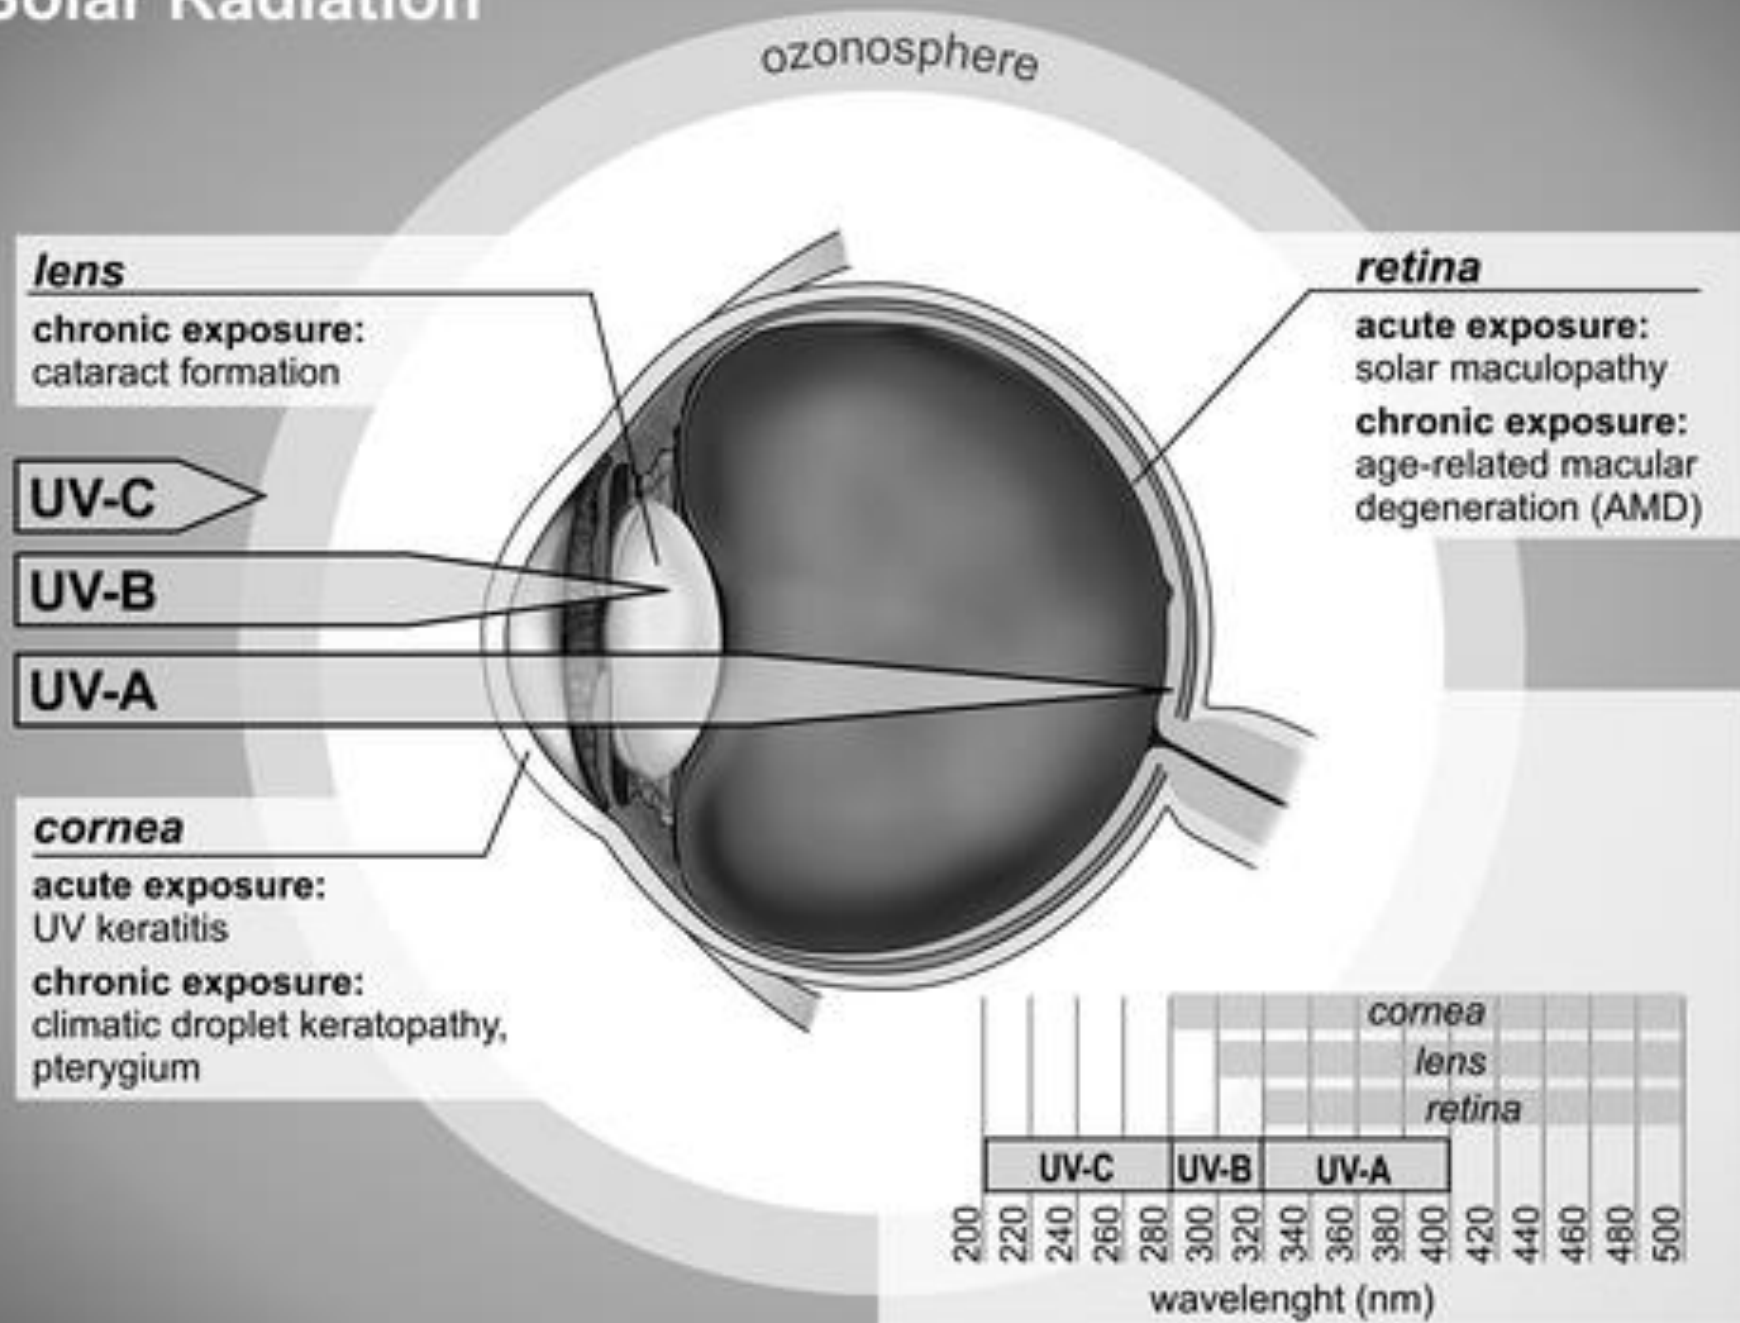 Solar Radiation
ozonosphere
lens
chronic exposure:
cataract formation
retina
acute exposure:
solar maculopathy
chronic exposure:
age-related macular
degeneration (AMD)
UV-C
UV-B
UV-A
cornea
acute exposure:
UV keratitis
chronic exposure:
climatic droplet keratopathy,
pterygium
cornea
lens
retina
UV-C UV-B UV-A
200 220 240 260 280 300 320 340 360 380 400 420 440 460 480 500
wavelenght (nm)